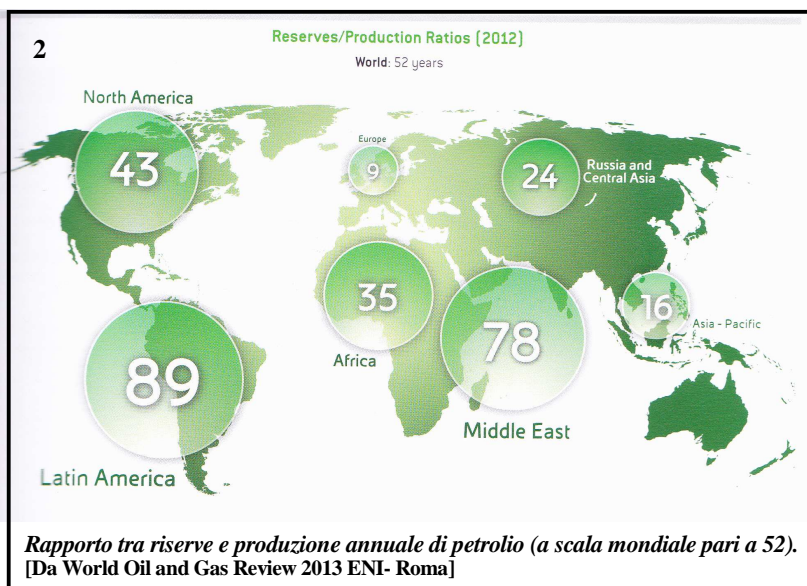 2
Reserves/Production Ratios (2012)
World: 52 years
North America
43
Europe
9
24
Russia and
Central Asia
35
Africa
78
Middle East
16
Asia - Pacific
89
Latin America
Rapporto tra riserve e produzione annuale di petrolio (a scala mondiale pari a 52).
[Da World Oil and Gas Review 2013 ENI- Roma]